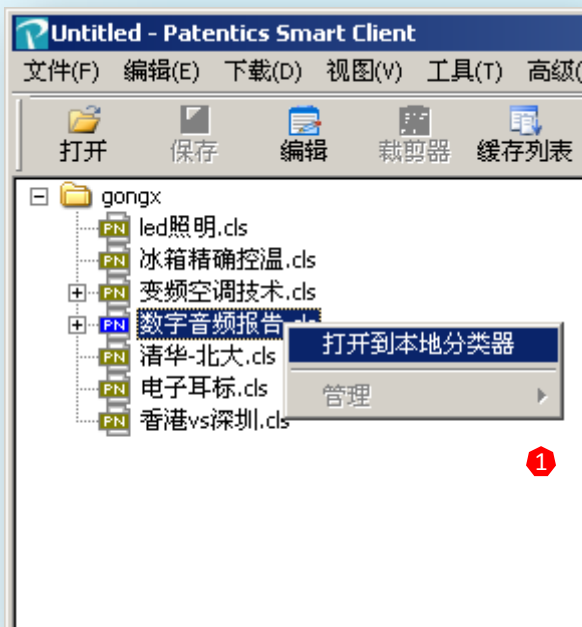 Untitled - Patentics Smart Client
文件(F) 编辑(E) 下载(D) 视图(V) 工具(T) 高级(
打开 保存 编辑 裁剪器 缓存列表
gongx
PN led照明.cls
PN 冰箱精确控温.cls
PN 变频空调技术.cls
PN 数字音频报告.cls
打开到本地分类器
PN 清华-北大.cls
PN 电子耳标.cls
管理
PN 香港vs深圳.cls
1